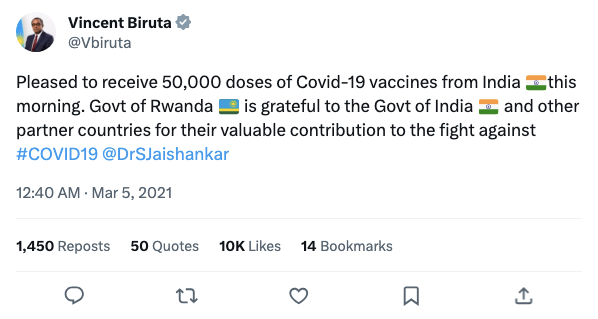 Vincent Biruta
@Vbiruta
Pleased to receive 50,000 doses of Covid-19 vaccines from India 🇮🇳this
morning. Govt of Rwanda 🇷🇼 is grateful to the Govt of India 🇮🇳 and other
partner countries for their valuable contribution to the fight against
#COVID19 @DrSJaishankar
12:40 AM · Mar 5, 2021
1,450 Reposts 50 Quotes 10K Likes 14 Bookmarks